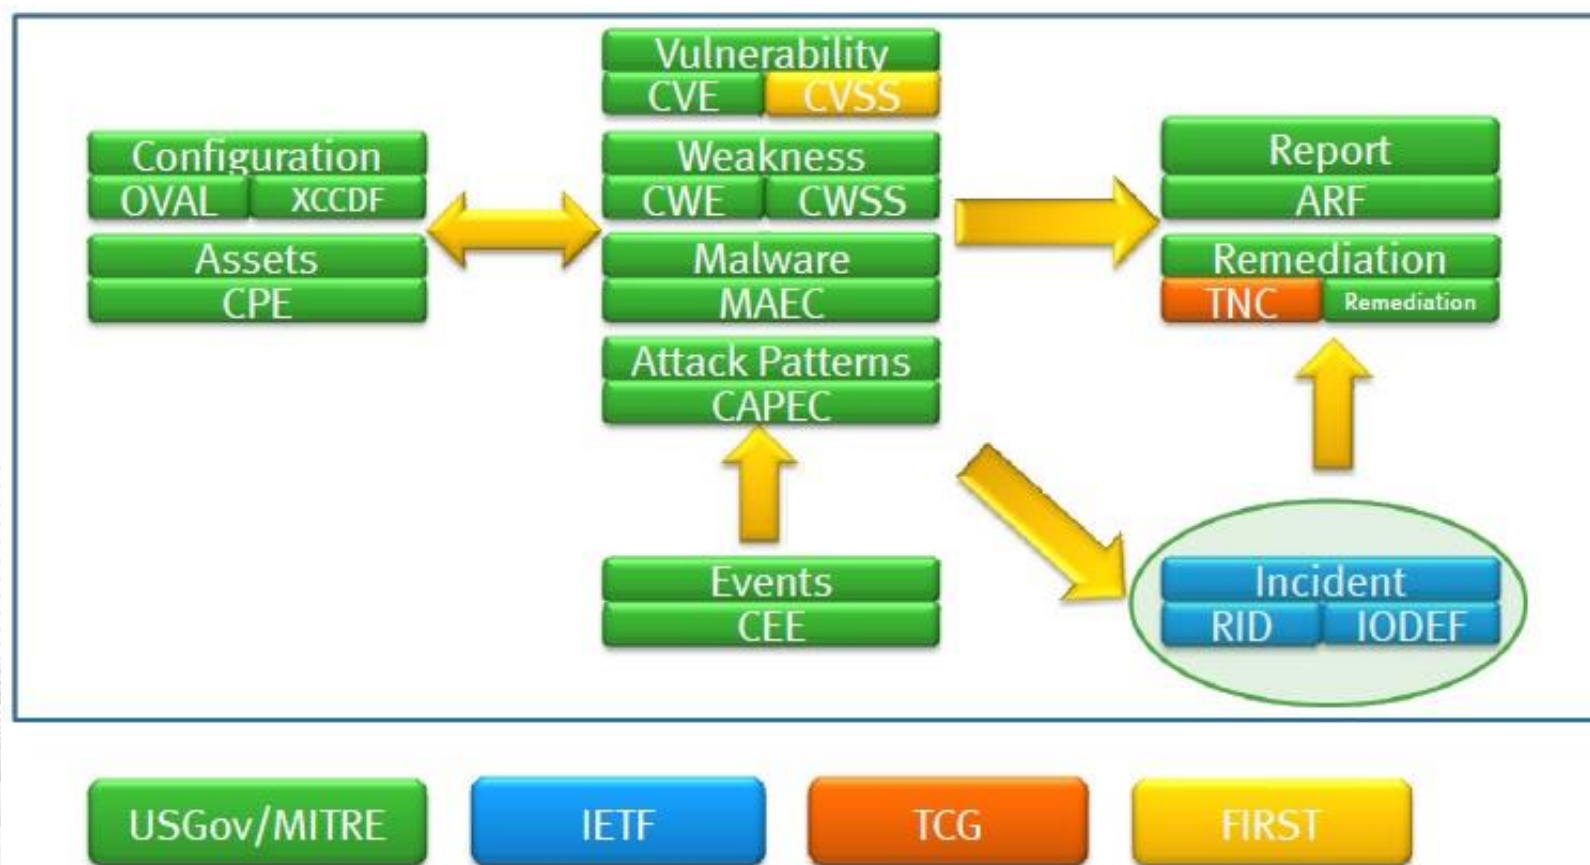 Vulnerability
CVE CVSS
Configuration
OVAL XCCDF
Assets
CPE
Weakness
CWE CWSS
Malware
MAEC
Attack Patterns
CAPEC
Events
CEE
Report
ARF
Remediation
TNC Remediation
Incident
RID IODEF
USGov/MITRE IETF TCG FIRST